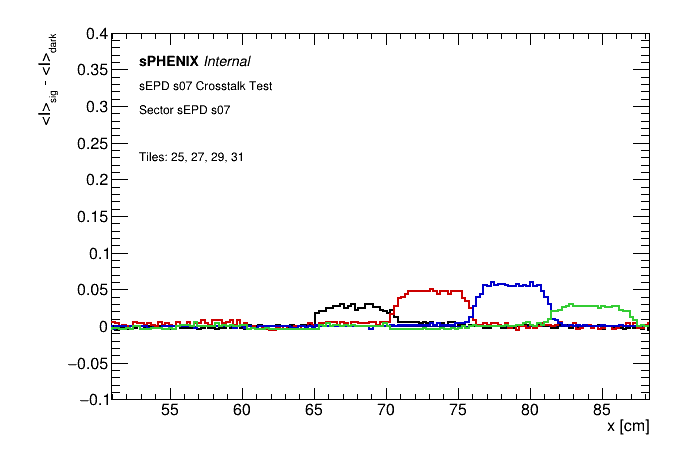 0.4
<I>sig - <I>dark
0.35
sPHENIX Internal
sEPD s07 Crosstalk Test
0.3
Sector sEPD s07
0.25
Tiles: 25, 27, 29, 31
0.2
0.15
0.1
0.05
0
−0.05
−0.1
55 60 65 70 75 80 85
x [cm]